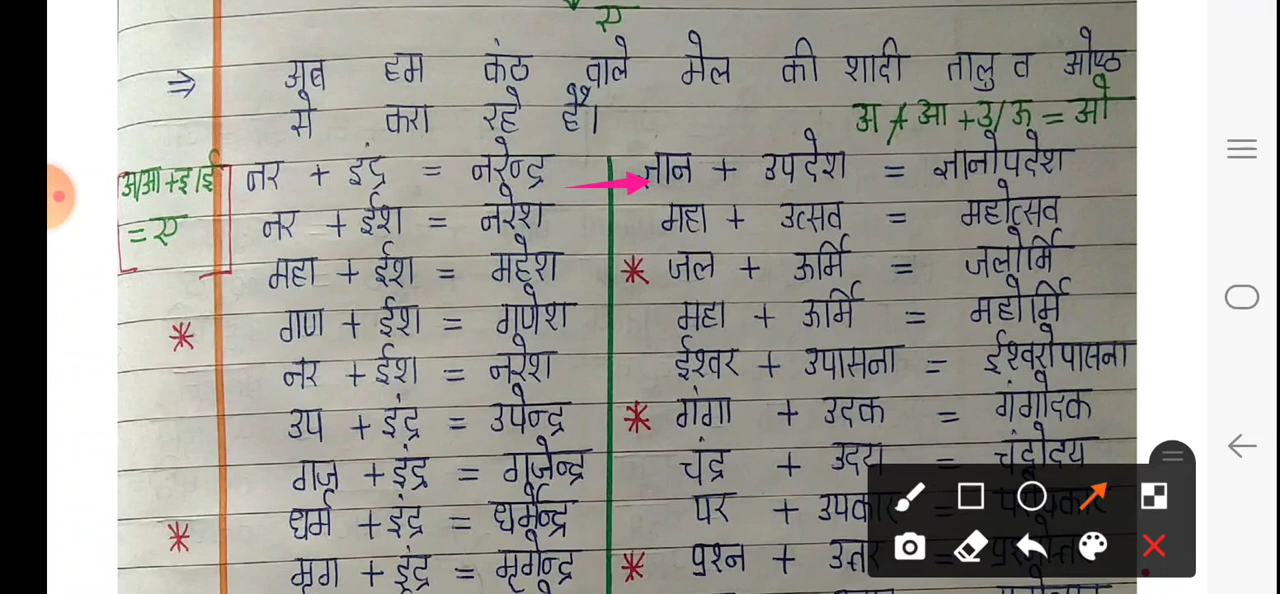 ए
⇒ अब हम कंठ वाले मेल की शादी तालु व ओष्ठ
से करा रहे हैं।
अ/आ + उ/ऊ = ओ
अ/आ + इ/ई
= ए
नर + इंद्र = नरेन्द्र
नर + ईश = नरेश
महा + ईश = महेश
* गण + ईश = गणेश
नर + ईश = नरेश
उप + इंद्र = उपेन्द्र
गज + इंद्र = गजेन्द्र
* धर्म + इंद्र = धर्मेन्द्र
मृग + इंद्र = मृगेन्द्र
ज्ञान + उपदेश = ज्ञानोपदेश
महा + उत्सव = महोत्सव
* जल + ऊर्मि = जलोर्मि
महा + ऊर्मि = महोर्मि
ईश्वर + उपासना = ईश्वरोपासना
* गंगा + उदक = गंगोदक
चंद्र + उदय = चंद्रोदय
पर + उपकार =
* प्रश्न + उत्तर =